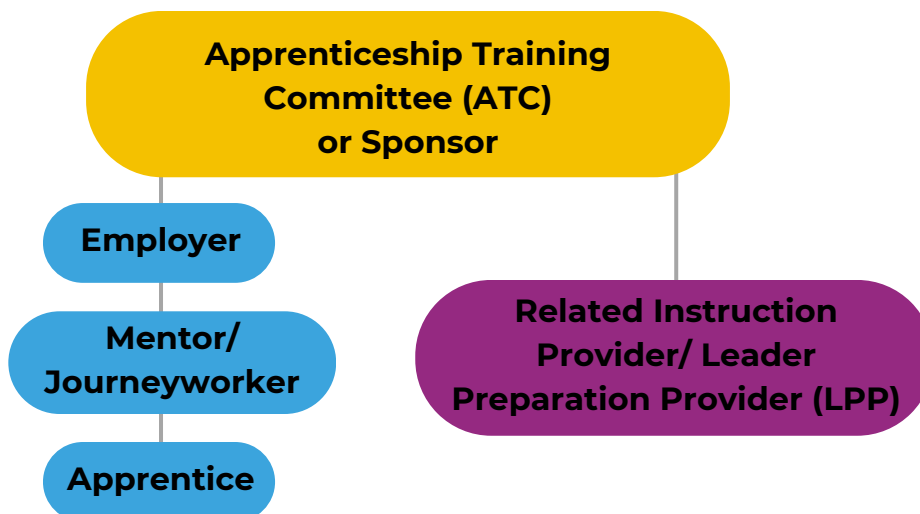 Apprenticeship Training
Committee (ATC)
or Sponsor
Employer
Mentor/
Journeyworker
Apprentice
Related Instruction
Provider/ Leader
Preparation Provider (LPP)